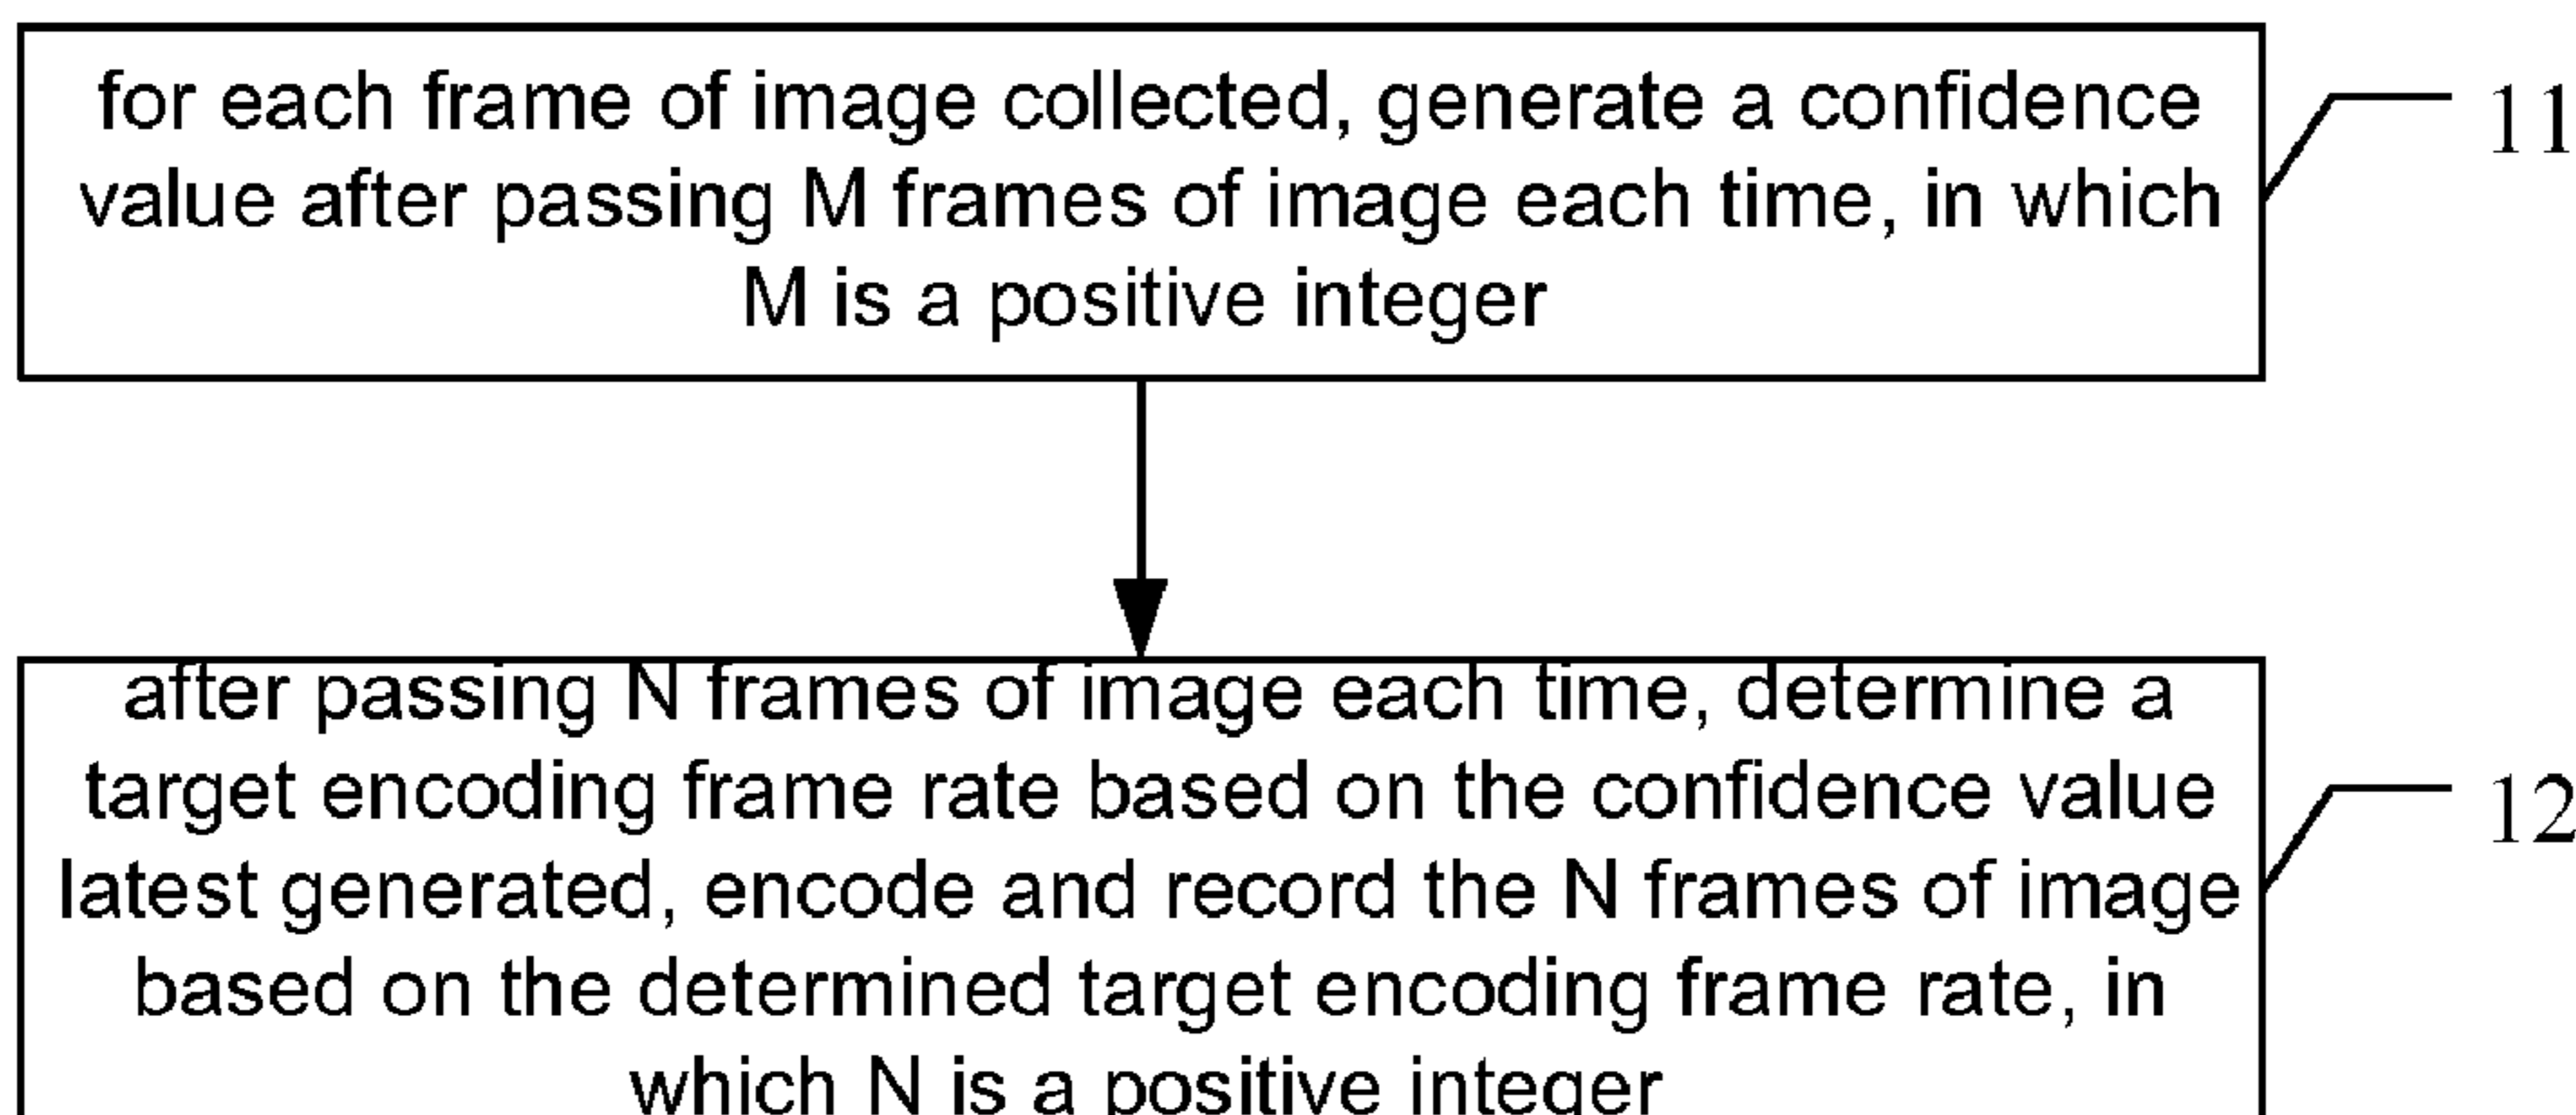 for each frame of image collected, generate a confidence
value after passing M frames of image each time, in which
M is a positive integer
11
after passing N frames of image each time, determine a
target encoding frame rate based on the confidence value
latest generated, encode and record the N frames of image
based on the determined target encoding frame rate, in
which N is a positive integer
12